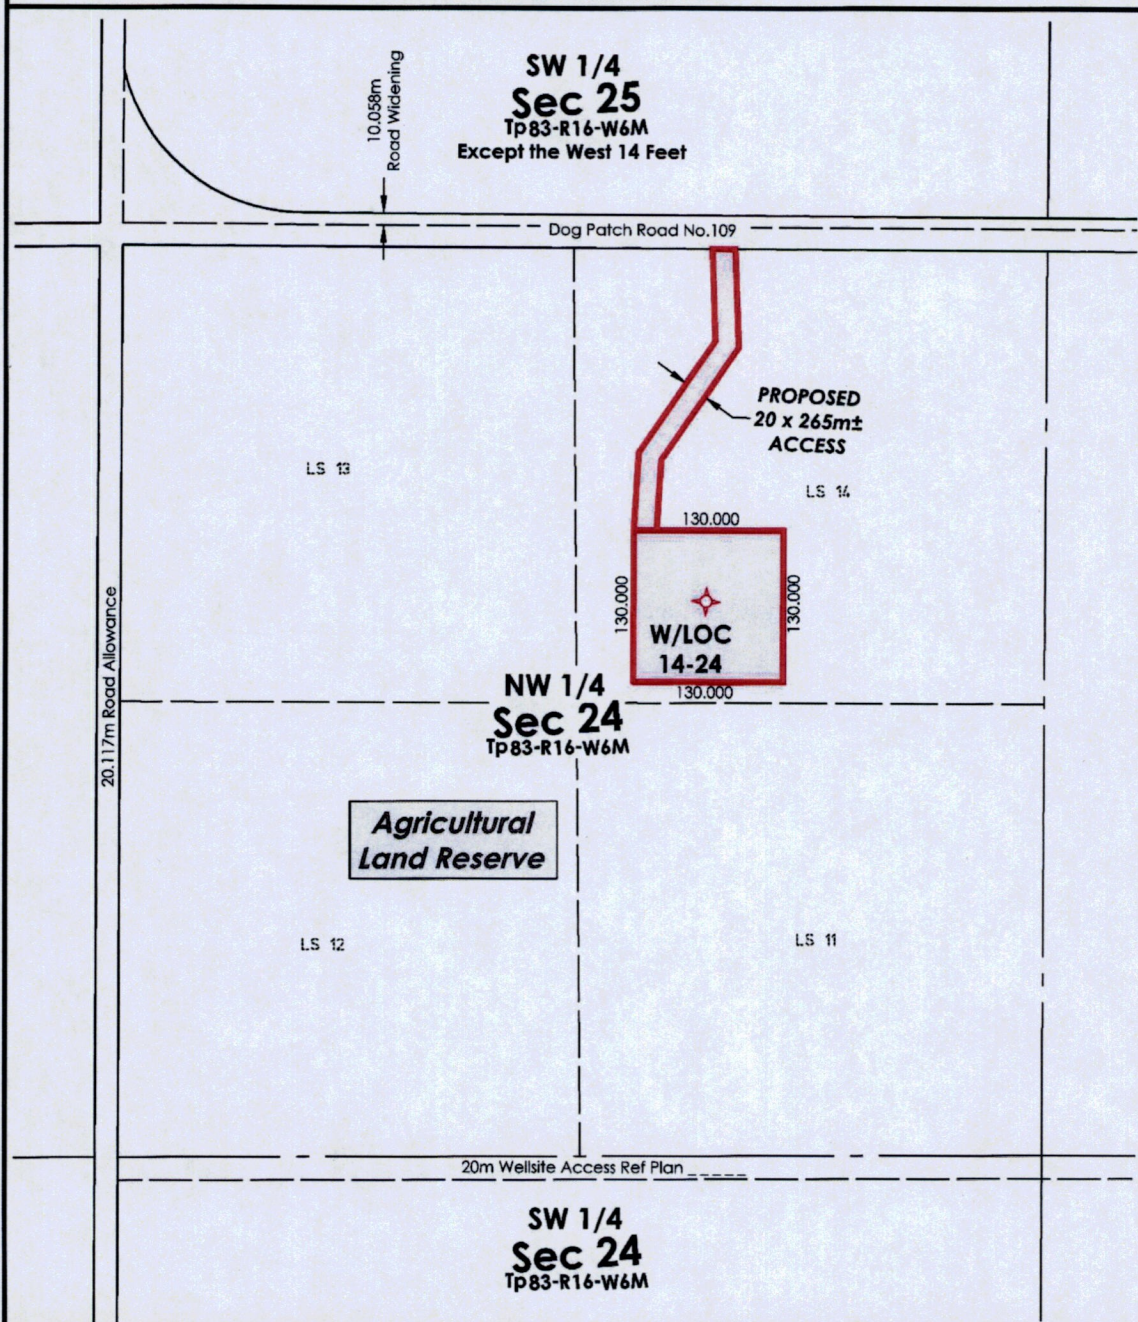 SW 1/4
Sec 25
Tp83-R16-W6M
Except the West 14 Feet
10.058m
Road Widening
Dog Patch Road No.109
PROPOSED
20 x 265m±
ACCESS
LS 13
LS 14
130.000
130.000
130.000
W/LOC
14-24
130.000
20.117m Road Allowance
NW 1/4
Sec 24
Tp83-R16-W6M
Agricultural
Land Reserve
LS 12
LS 11
20m Wellsite Access Ref Plan _____
SW 1/4
Sec 24
Tp83-R16-W6M